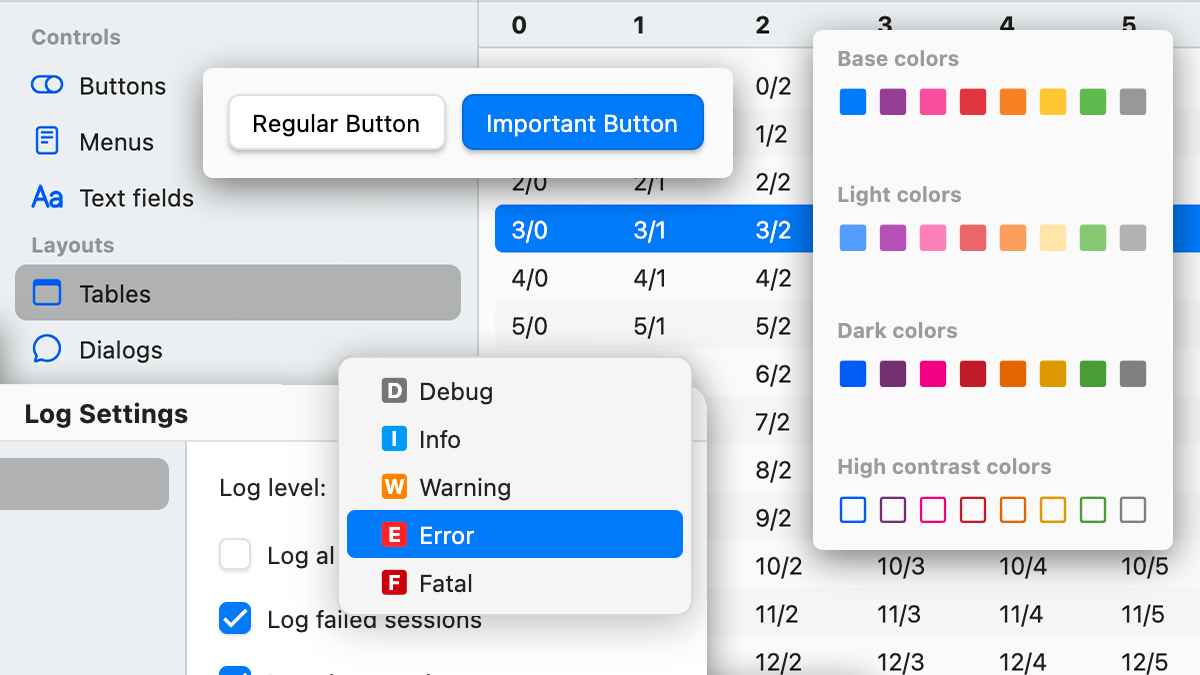 Controls
Buttons
Menus
Aa Text fields
Layouts
Tables
Dialogs
Regular Button
Important Button
0 1 2 3 4 5
0/2
1/2
2/0 2/1 2/2
3/0 3/1 3/2
4/0 4/1 4/2
5/0 5/1 5/2
6/2
7/2
8/2
9/2
10/2 10/3 10/4 10/5
11/2 11/3 11/4 11/5
12/2 12/3 12/4 12/5
Base colors
Light colors
Dark colors
High contrast colors
Log Settings
Log level:
Log al
Log failed sessions
D Debug
I Info
W Warning
E Error
F Fatal